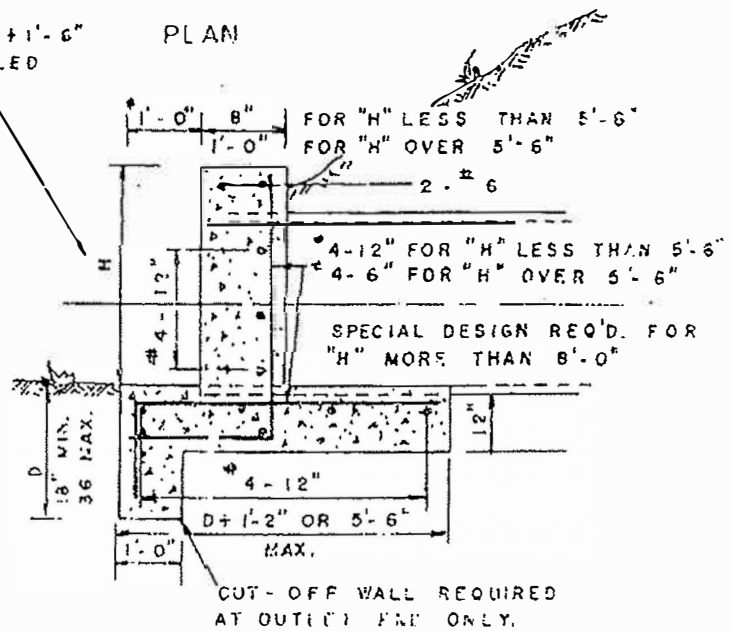 + 1'-6"
LED
PLAN
*1'-0"
8"
1'-0"
FOR "H" LESS THAN 5'-6"
FOR "H" OVER 5'-6"
2 - # 6
H
# 4 - 12"
# 4-12" FOR "H" LESS THAN 5'-6"
# 4-6" FOR "H" OVER 5'-6"
SPECIAL DESIGN REQ'D. FOR
"H" MORE THAN 8'-0"
D
18" MIN.
36 MAX.
12"
# 4 - 12"
D+ 1'-2" OR 5'-6"
MAX.
1'-0"
CUT-OFF WALL REQUIRED
AT OUTLET END ONLY.